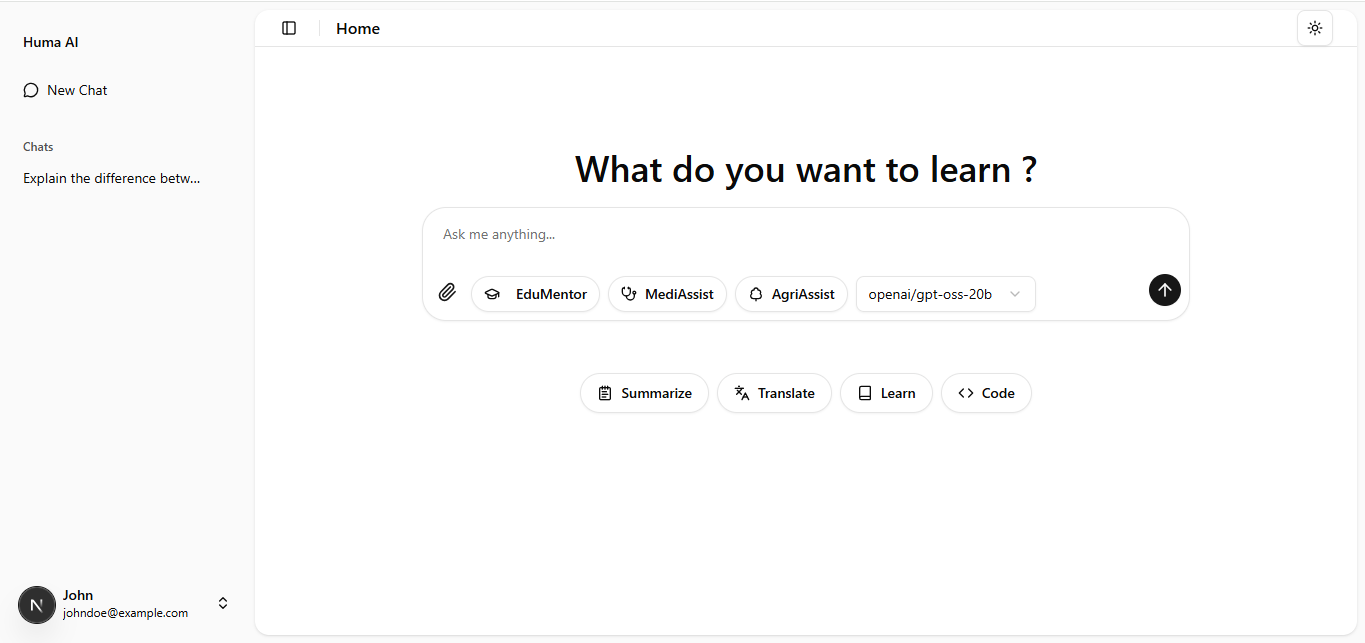 Huma AI
New Chat
Chats
Explain the difference betw...
John
johndoe@example.com
Home
What do you want to learn ?
Ask me anything...
EduMentor
MediAssist
AgriAssist
openai/gpt-oss-20b
Summarize
Translate
Learn
Code
N